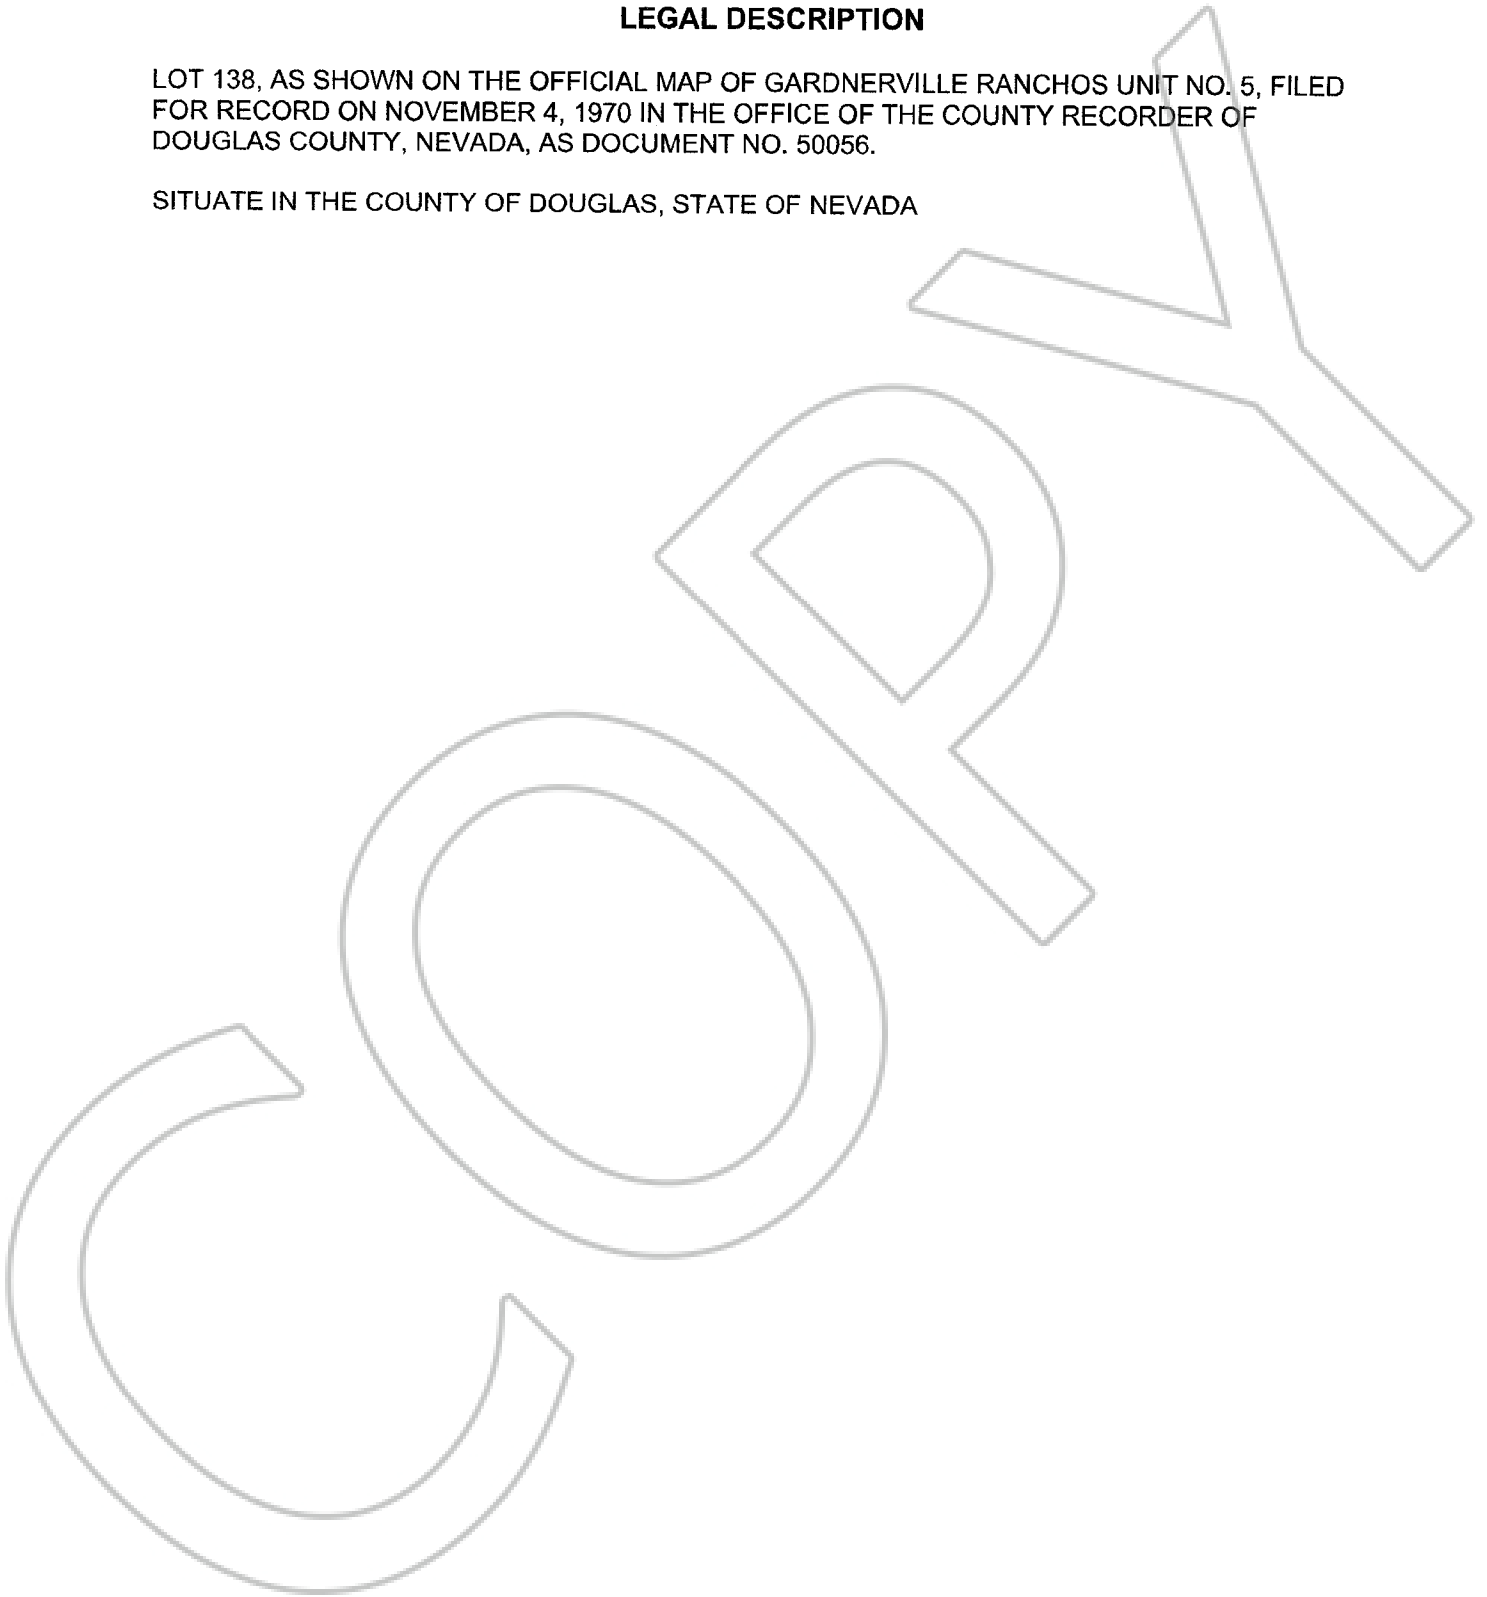 LEGAL DESCRIPTION
LOT 138, AS SHOWN ON THE OFFICIAL MAP OF GARDNERVILLE RANCHOS UNIT NO. 5, FILED
FOR RECORD ON NOVEMBER 4, 1970 IN THE OFFICE OF THE COUNTY RECORDER OF
DOUGLAS COUNTY, NEVADA, AS DOCUMENT NO. 50056.
SITUATE IN THE COUNTY OF DOUGLAS, STATE OF NEVADA
COPY